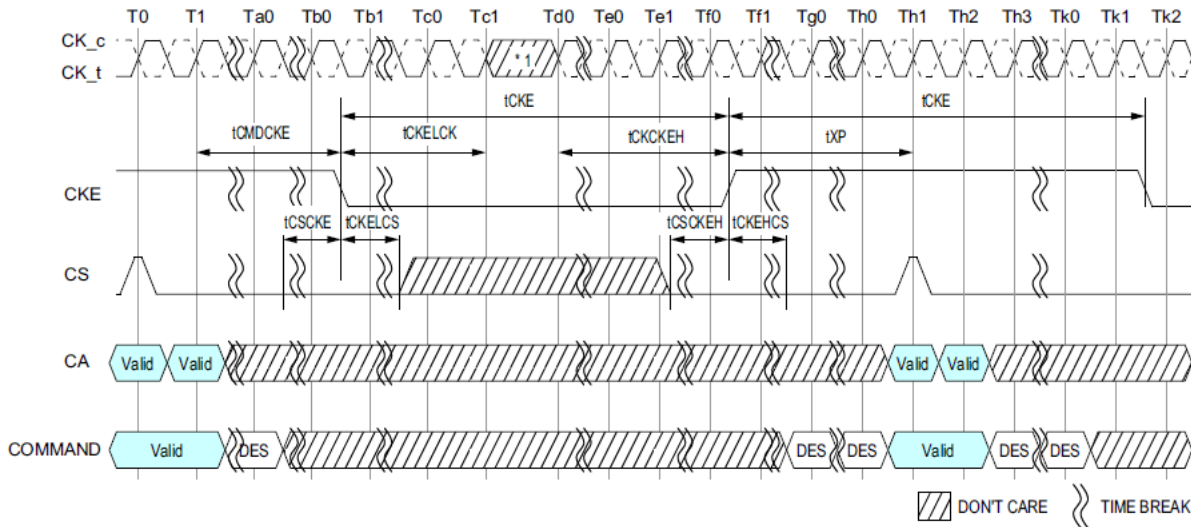 T0 T1 Ta0 Tb0 Tb1 Tc0 Tc1 Td0 Te0 Te1 Tf0 Tf1 Tg0 Th0 Th1 Th2 Th3 Tk0 Tk1 Tk2
CK_c
CK_t
* 1
tCKE tCKE
tCMDCKE tCKELCK tCKCKEH tXP
CKE
tCSCKE tCKELCS tCSCKEH tCKEHCS
CS
CA Valid Valid Valid Valid
COMMAND Valid DES DES DES Valid DES DES
DON'T CARE TIME BREAK